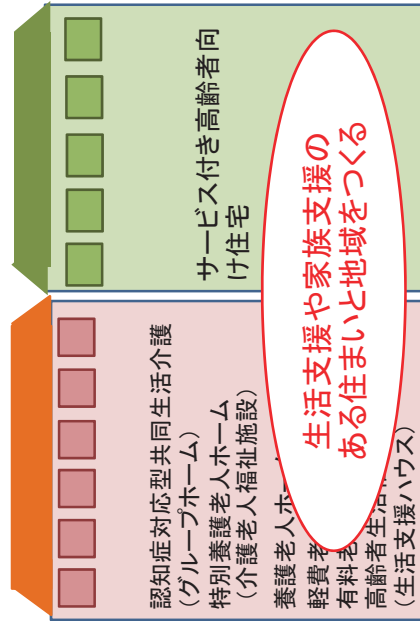 認知症対応型共同生活介護
(グループホーム)
特別養護老人ホーム
(介護老人福祉施設)
養護老人ホー
軽費老
有料老
高齢者生活
(生活支援ハウス)
サービス付き高齢者向
け住宅
生活支援や家族支援の
ある住まいと地域をつくる